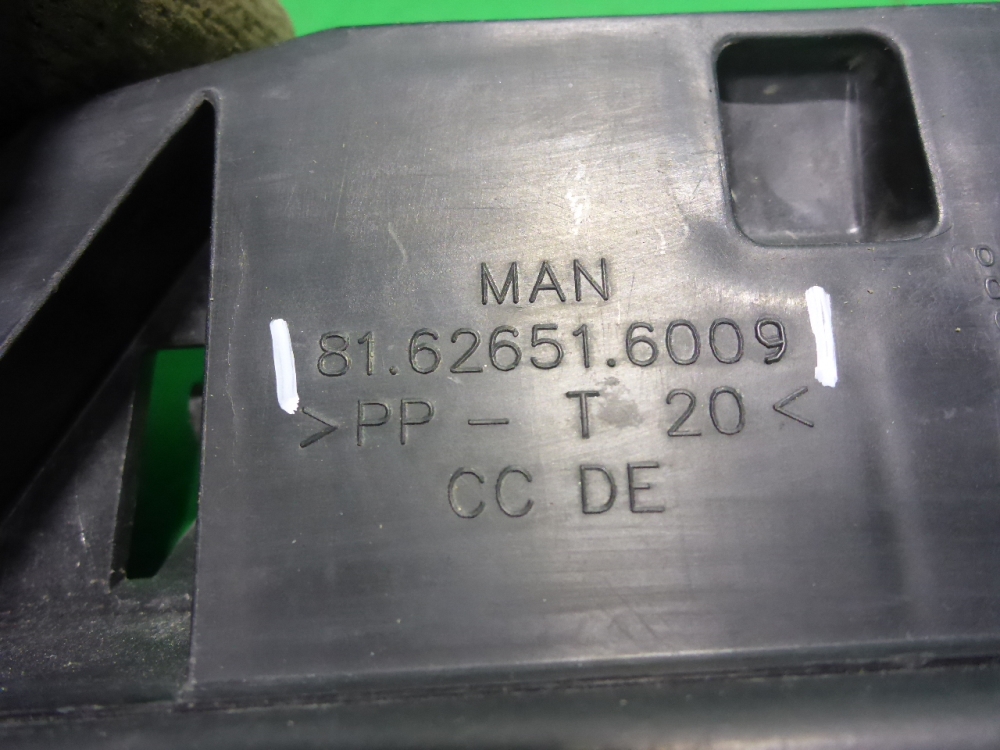 MAN
81.62651.6009
>PP - T 20<
CC DE